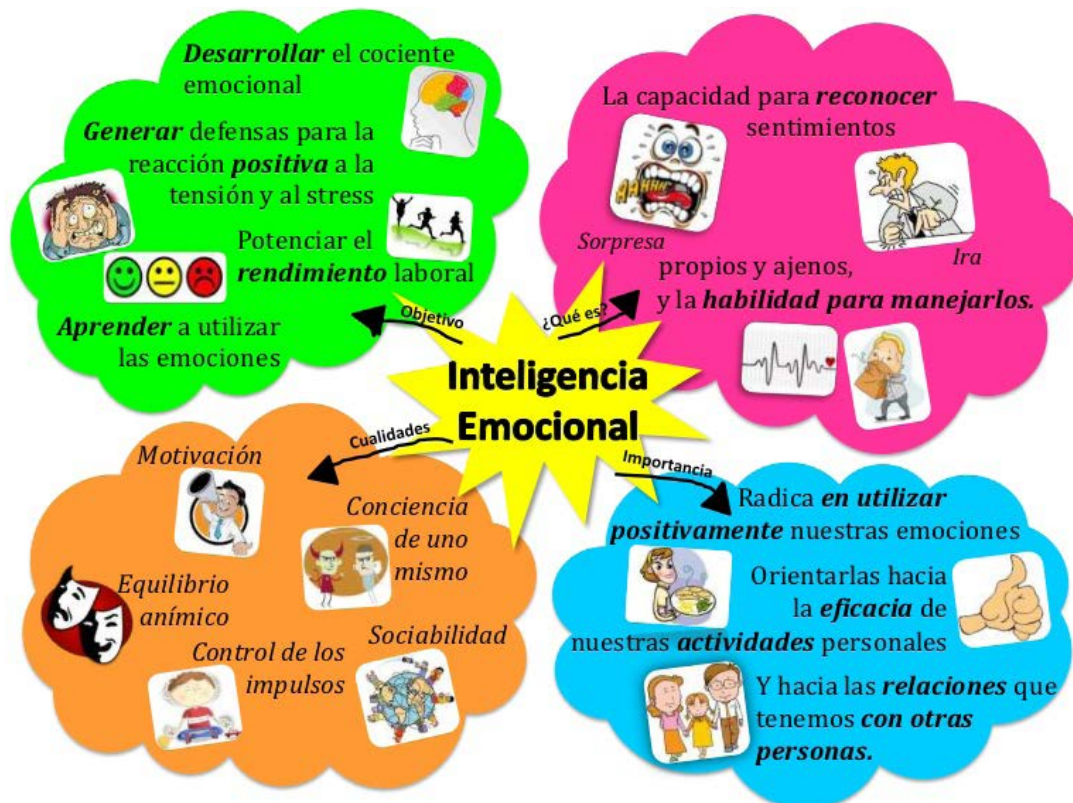 Desarrollar el cociente
emocional
Generar defensas para la
reacción positiva a la
tensión y al stress
Potenciar el
rendimiento laboral
Aprender a utilizar
las emociones
La capacidad para reconocer
sentimientos
AAHHH
Sorpresa
Ira
propios y ajenos,
y la habilidad para manejarlos.
Objetivo
¿Qué es?
Inteligencia
Emocional
Cualidades
Importancia
Motivación
Conciencia
de uno
mismo
Equilibrio
anímico
Sociabilidad
Control de los
impulsos
Radica en utilizar
positivamente nuestras emociones
Orientarlas hacia
la eficacia de
nuestras actividades personales
Y hacia las relaciones que
tenemos con otras
personas.